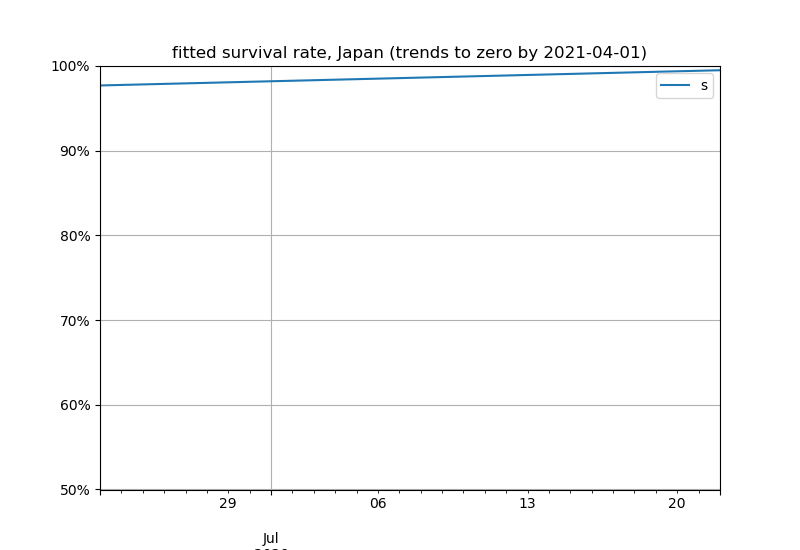 fitted survival rate, Japan (trends to zero by 2021-04-01)
100%
s
90%
80%
70%
60%
50%
29 06 13 20
Jul